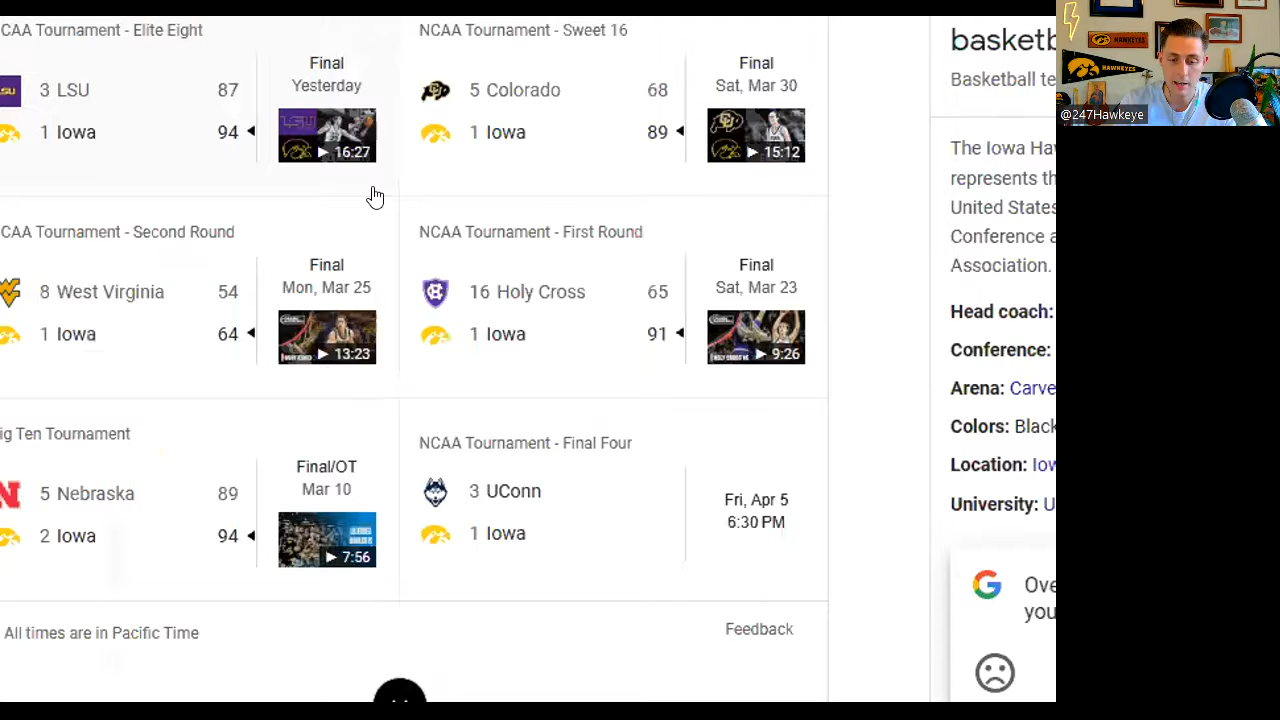 CAA Tournament - Elite Eight
3 LSU 87
1 Iowa 94
Final
Yesterday
16:27
NCAA Tournament - Sweet 16
5 Colorado 68
1 Iowa 89
Final
Sat, Mar 30
15:12
CAA Tournament - Second Round
8 West Virginia 54
1 Iowa 64
Final
Mon, Mar 25
13:23
NCAA Tournament - First Round
16 Holy Cross 65
1 Iowa 91
Final
Sat, Mar 23
9:26
ig Ten Tournament
5 Nebraska 89
2 Iowa 94
Final/OT
Mar 10
7:56
NCAA Tournament - Final Four
3 UConn
1 Iowa
Fri, Apr 5
6:30 PM
All times are in Pacific Time
Feedback
basketb
Basketball te
The Iowa Ha
represents th
United States
Conference a
Association.
Head coach:
Conference:
Arena: Carve
Colors: Black
Location: Iow
University: U
Ove
you
HAWKEYES
HAWKEYES
@247Hawkeye